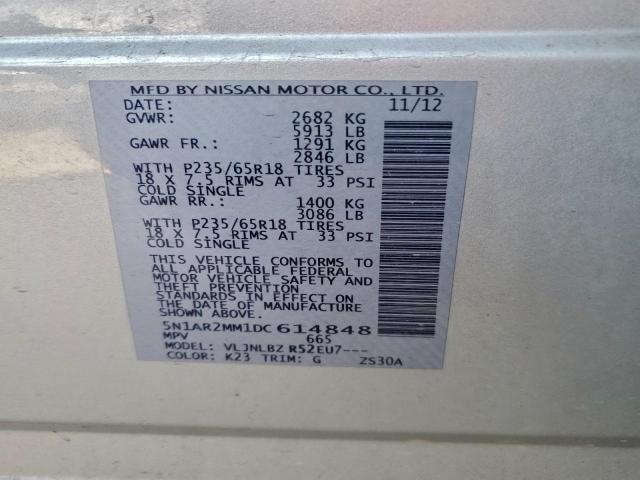 MFD BY NISSAN MOTOR CO., LTD.
DATE: 11/12
GVWR: 2682 KG
5913 LB
GAWR FR.: 1291 KG
2846 LB
WITH P235/65R18 TIRES
18 X 7.5 RIMS AT 33 PSI
COLD SINGLE
GAWR RR.: 1400 KG
3086 LB
WITH P235/65R18 TIRES
18 X 7.5 RIMS AT 33 PSI
COLD SINGLE
THIS VEHICLE CONFORMS TO
ALL APPLICABLE FEDERAL
MOTOR VEHICLE SAFETY AND
THEFT PREVENTION
STANDARDS IN EFFECT ON
THE DATE OF MANUFACTURE
SHOWN ABOVE.
5N1AR2MM1DC614848
MPV 665
MODEL: VLJNLBZ R52EU7---
COLOR: K23 TRIM: G ZS30A